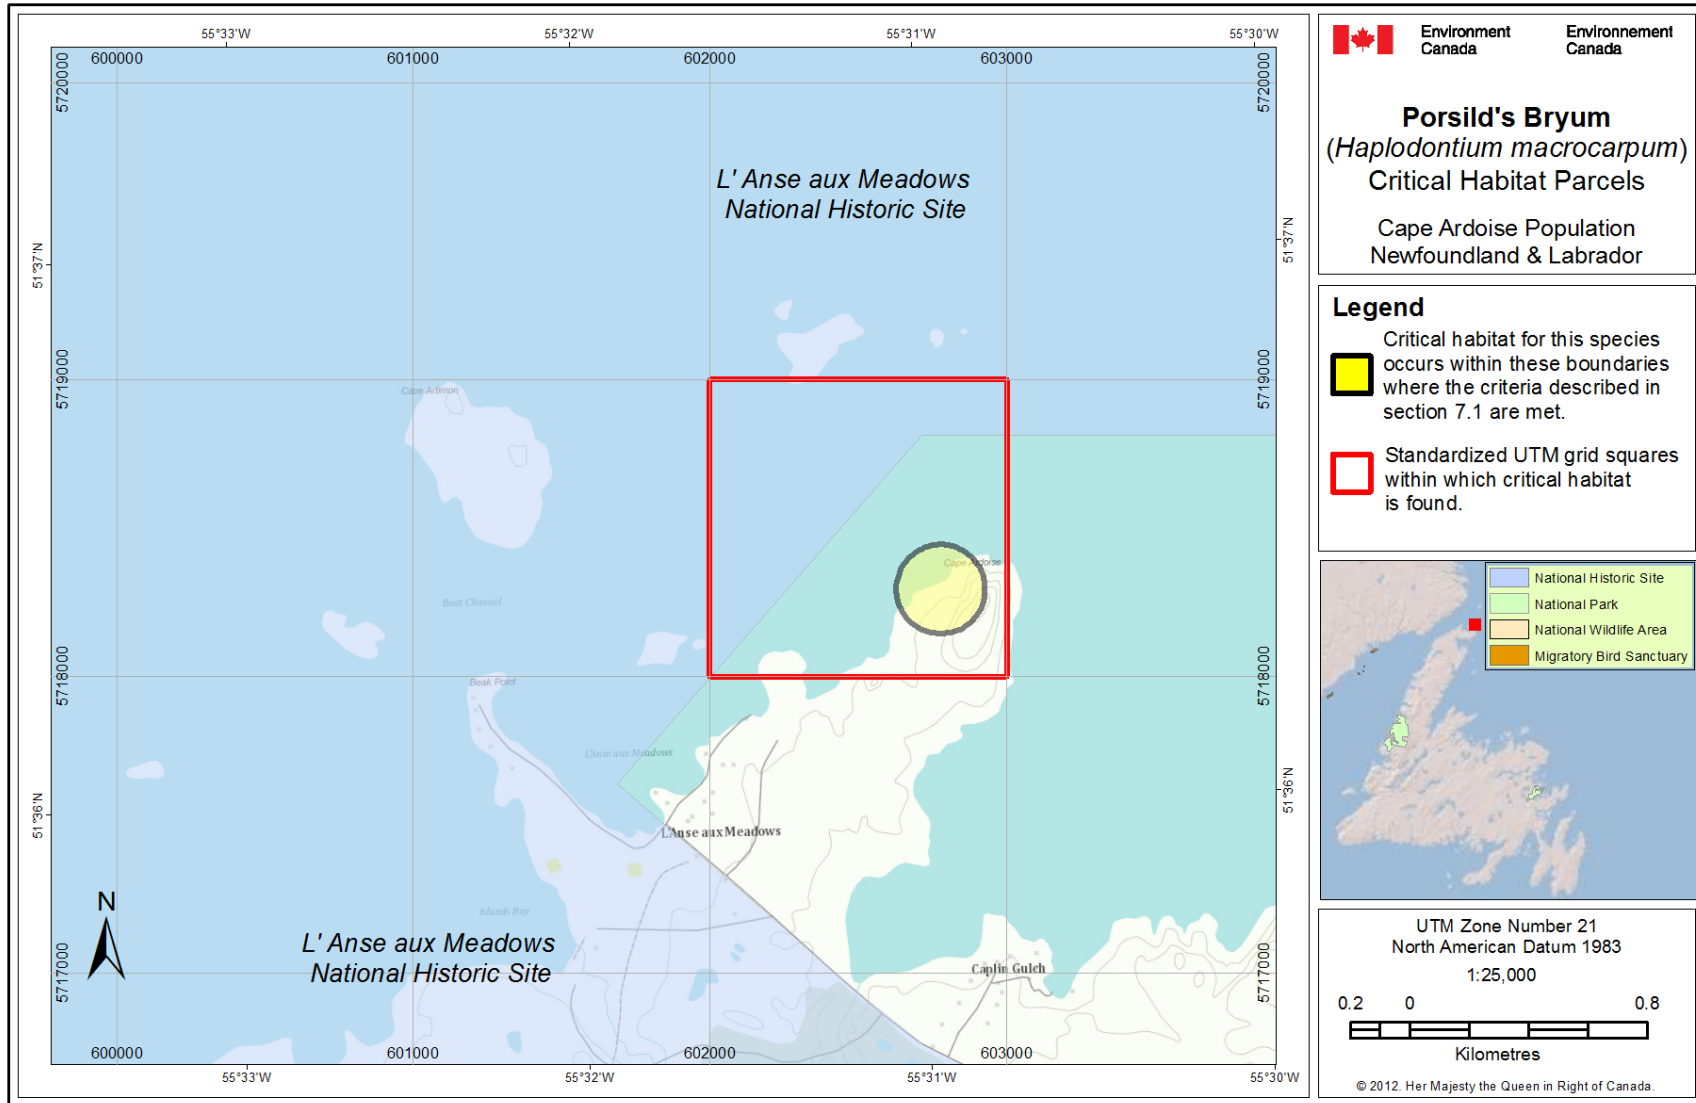 55°33'W 55°32'W 55°31'W 55°30'W
600000 601000 602000 603000
5720000 5720000
L' Anse aux Meadows
National Historic Site
51°37'N 51°37'N
5719000 5719000
Cape Artimon
Cape Ardoise
Boat Channel
5718000 5718000
Beak Point
L'Anse aux Meadows
51°36'N 51°36'N
L'Anse aux Meadows
Islands Bay
N
L' Anse aux Meadows
National Historic Site
Caplin Gulch
5717000 5717000
600000 601000 602000 603000
55°33'W 55°32'W 55°31'W 55°30'W
Environment
Canada
Environnement
Canada
Porsild's Bryum
(Haplodontium macrocarpum)
Critical Habitat Parcels
Cape Ardoise Population
Newfoundland & Labrador
Legend
Critical habitat for this species
occurs within these boundaries
where the criteria described in
section 7.1 are met.
Standardized UTM grid squares
within which critical habitat
is found.
National Historic Site
National Park
National Wildlife Area
Migratory Bird Sanctuary
UTM Zone Number 21
North American Datum 1983
1:25,000
0.2 0 0.8
Kilometres
© 2012. Her Majesty the Queen in Right of Canada.